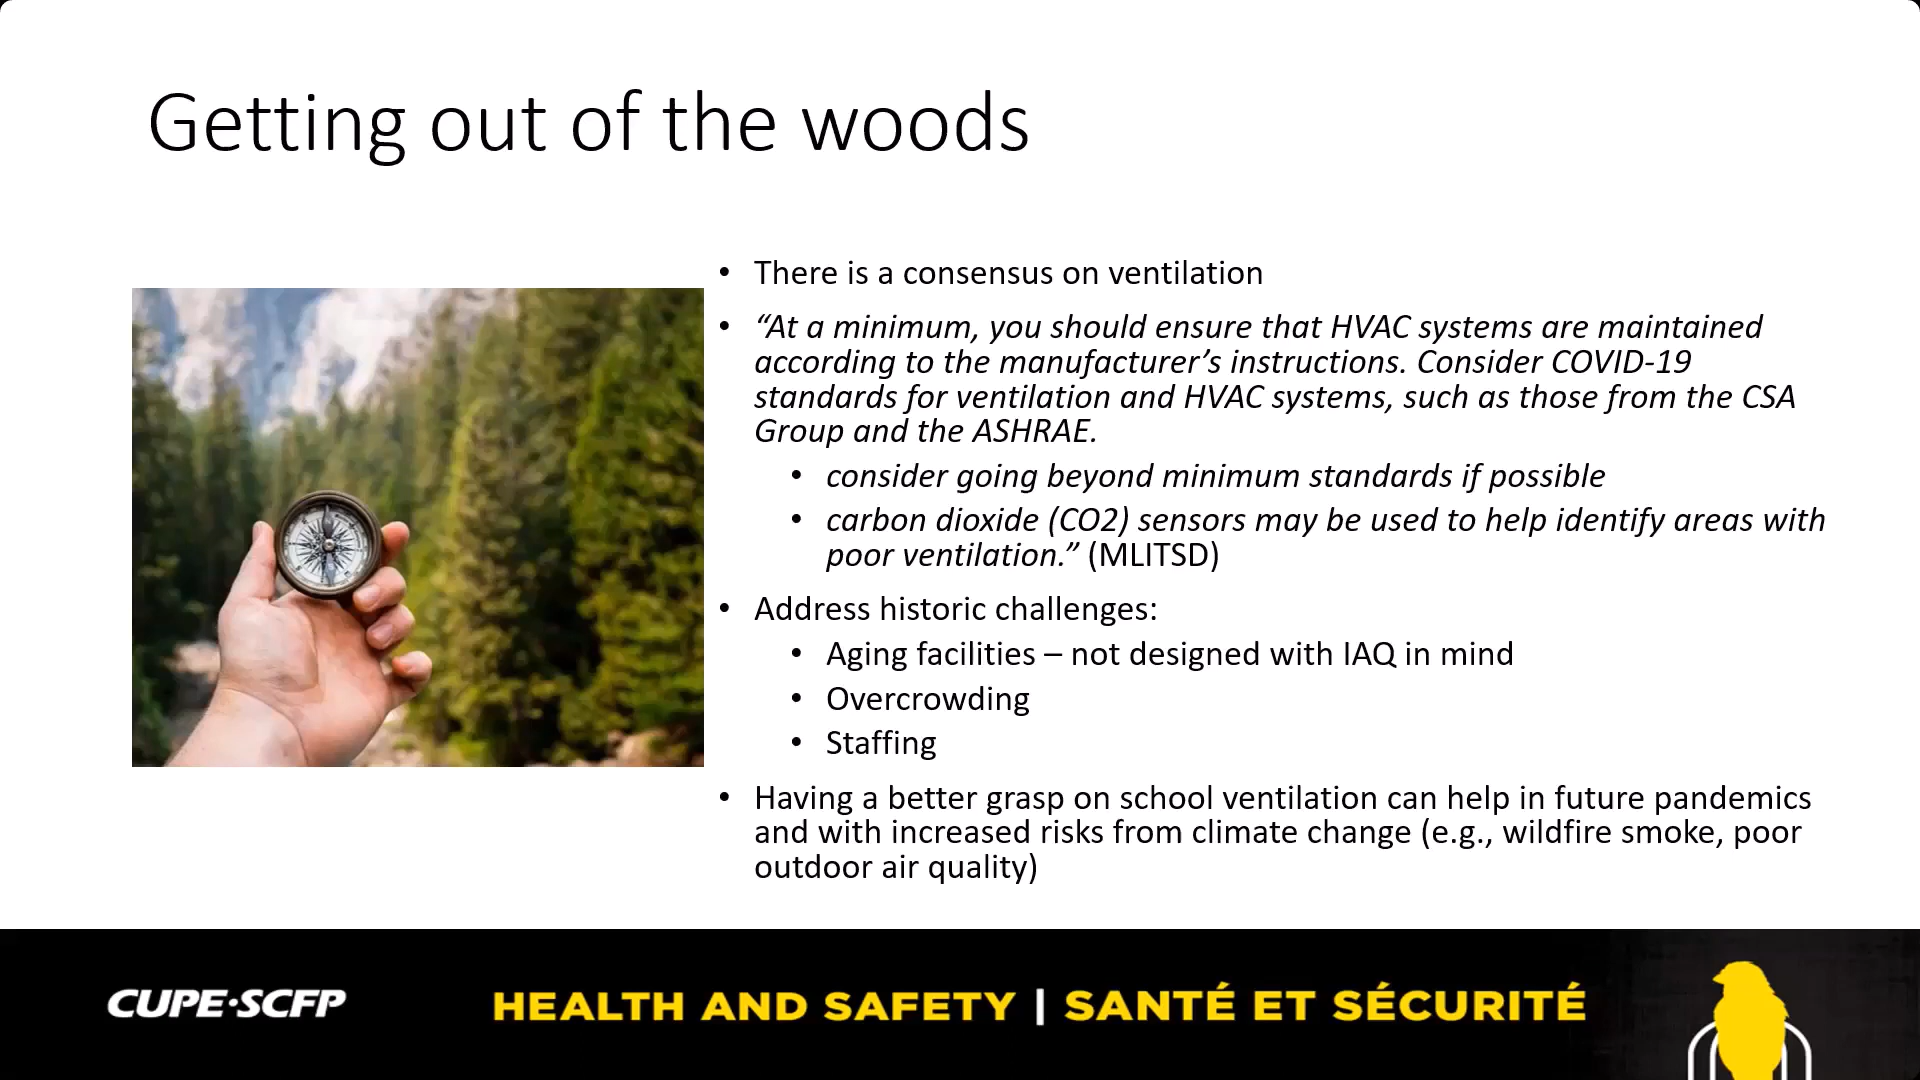 Getting out of the woods
• There is a consensus on ventilation
• “At a minimum, you should ensure that HVAC systems are maintained
according to the manufacturer’s instructions. Consider COVID-19
standards for ventilation and HVAC systems, such as those from the CSA
Group and the ASHRAE.
• consider going beyond minimum standards if possible
• carbon dioxide (CO2) sensors may be used to help identify areas with
poor ventilation.” (MLITSD)
• Address historic challenges:
• Aging facilities – not designed with IAQ in mind
• Overcrowding
• Staffing
• Having a better grasp on school ventilation can help in future pandemics
and with increased risks from climate change (e.g., wildfire smoke, poor
outdoor air quality)
CUPE·SCFP
HEALTH AND SAFETY | SANTÉ ET SÉCURITÉ